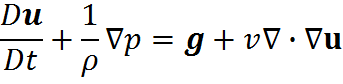 D𝒖/Dt + 1/ρ ∇p = 𝒈 + v∇ · ∇𝐮